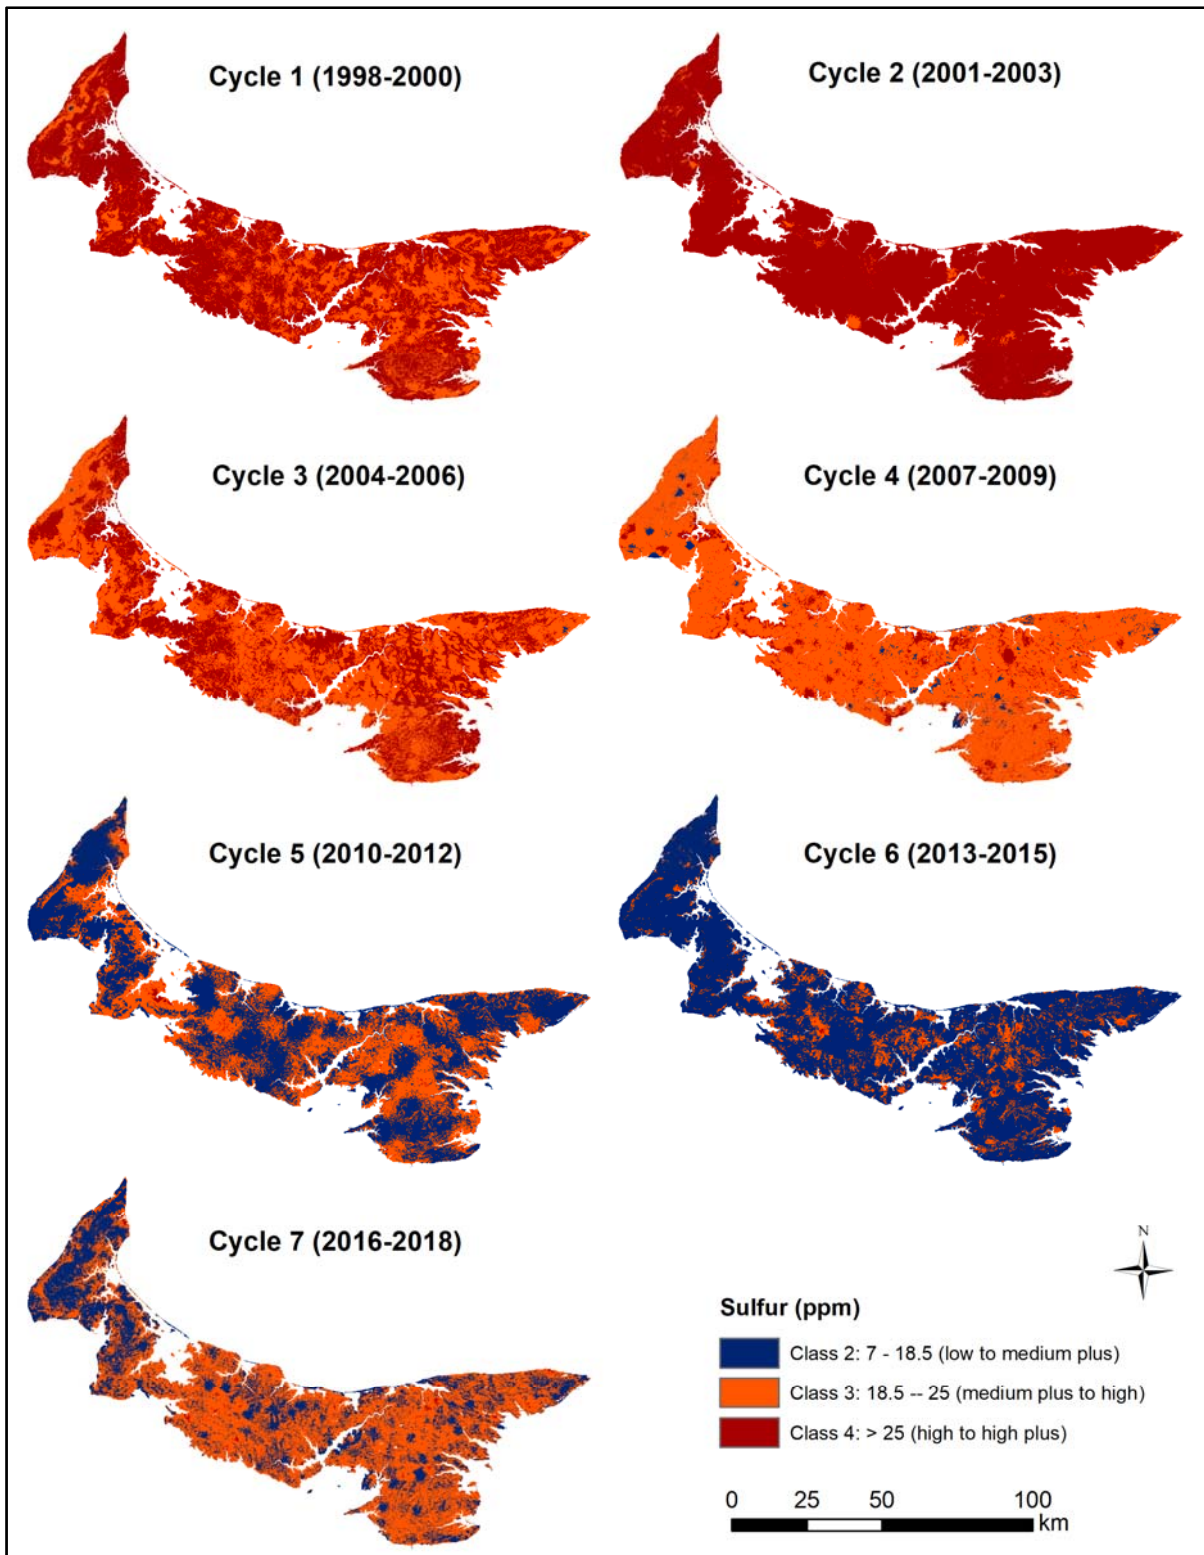 Cycle 1 (1998-2000)
Cycle 2 (2001-2003)
Cycle 3 (2004-2006)
Cycle 4 (2007-2009)
Cycle 5 (2010-2012)
Cycle 6 (2013-2015)
Cycle 7 (2016-2018)
N
Sulfur (ppm)
Class 2: 7 - 18.5 (low to medium plus)
Class 3: 18.5 -- 25 (medium plus to high)
Class 4: > 25 (high to high plus)
0 25 50 100
km